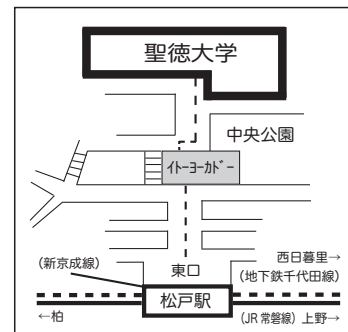 聖徳大学
中央公園
ｲﾄｰﾖｰｶﾄﾞｰ
東口
西日暮里→
(新京成線)
(地下鉄千代田線)
松戸駅
←柏
(JR常磐線) 上野→